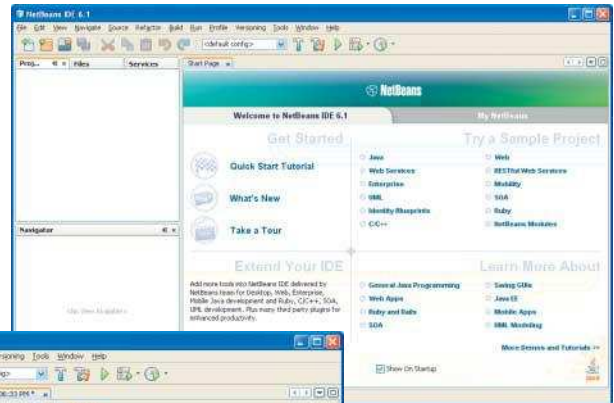 NetBeans IDE 6.1
File Edit View Navigate Source Refactor Build Run Profile Versioning Tools Window Help
<default config>
Proj... Files Services
Start Page
NetBeans
Welcome to NetBeans IDE 6.1
My NetBeans
Get Started
Quick Start Tutorial
What's New
Take a Tour
Try a Sample Project
Java
Web Services
Enterprise
UML
Identity Blueprints
C/C++
Web
RESTful Web Services
Mobility
SOA
Ruby
NetBeans Modules
Navigator
<No View Available>
Extend Your IDE
Add more tools into NetBeans IDE delivered by
NetBeans team for Desktop, Web, Enterprise,
Mobile Java development and Ruby, C/C++, SOA,
UML development. Plus many third party plugins for
enhanced productivity.
Learn More About
General Java Programming
Web Apps
Ruby and Rails
SOA
Swing GUIs
Java EE
Mobile Apps
UML Modeling
More Demos and Tutorials >>
Show On Startup
Tools Window Help